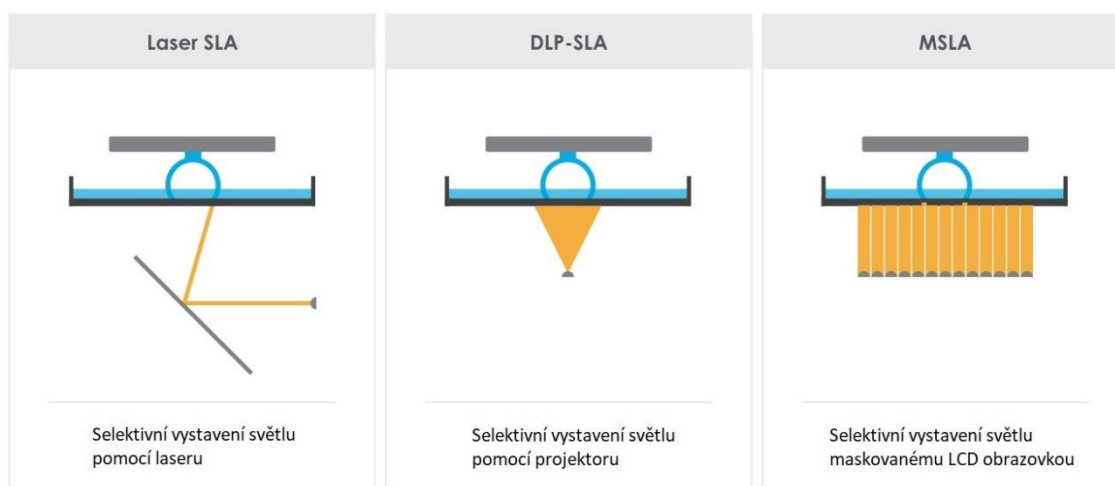 Laser SLA
DLP-SLA
MSLA
Selektivní vystavení světlu
pomocí laseru
Selektivní vystavení světlu
pomocí projektoru
Selektivní vystavení světlu
maskovanému LCD obrazovkou